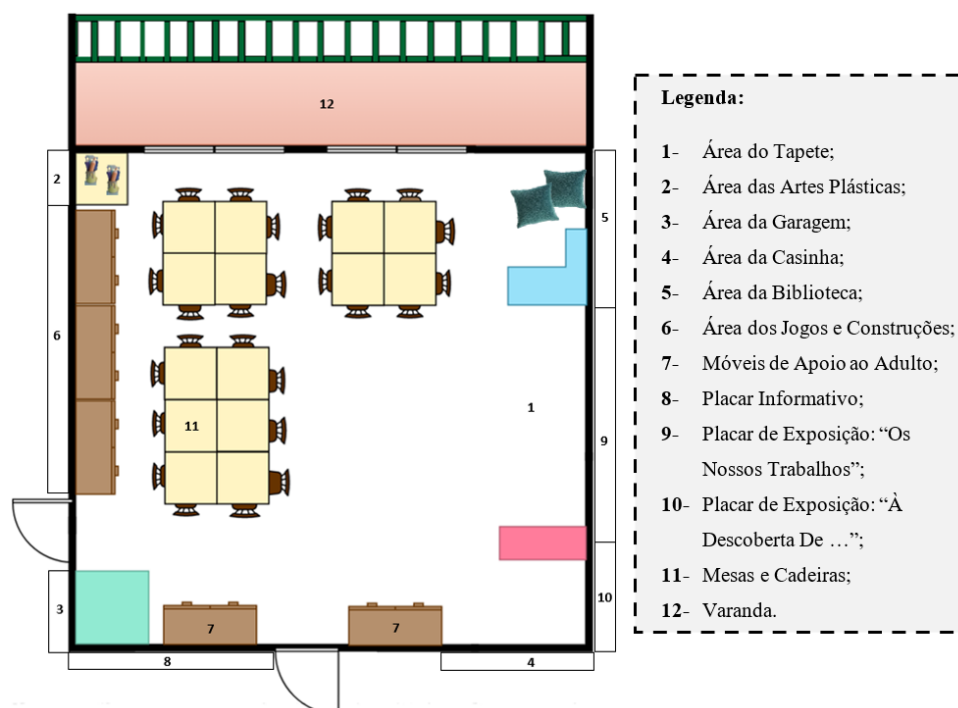 12
2
5
6
1
11
9
3
7
7
10
8
4
Legenda:
1- Área do Tapete;
2- Área das Artes Plásticas;
3- Área da Garagem;
4- Área da Casinha;
5- Área da Biblioteca;
6- Área dos Jogos e Construções;
7- Móveis de Apoio ao Adulto;
8- Placar Informativo;
9- Placar de Exposição: “Os
Nossos Trabalhos”;
10- Placar de Exposição: “À
Descoberta De …”;
11- Mesas e Cadeiras;
12- Varanda.